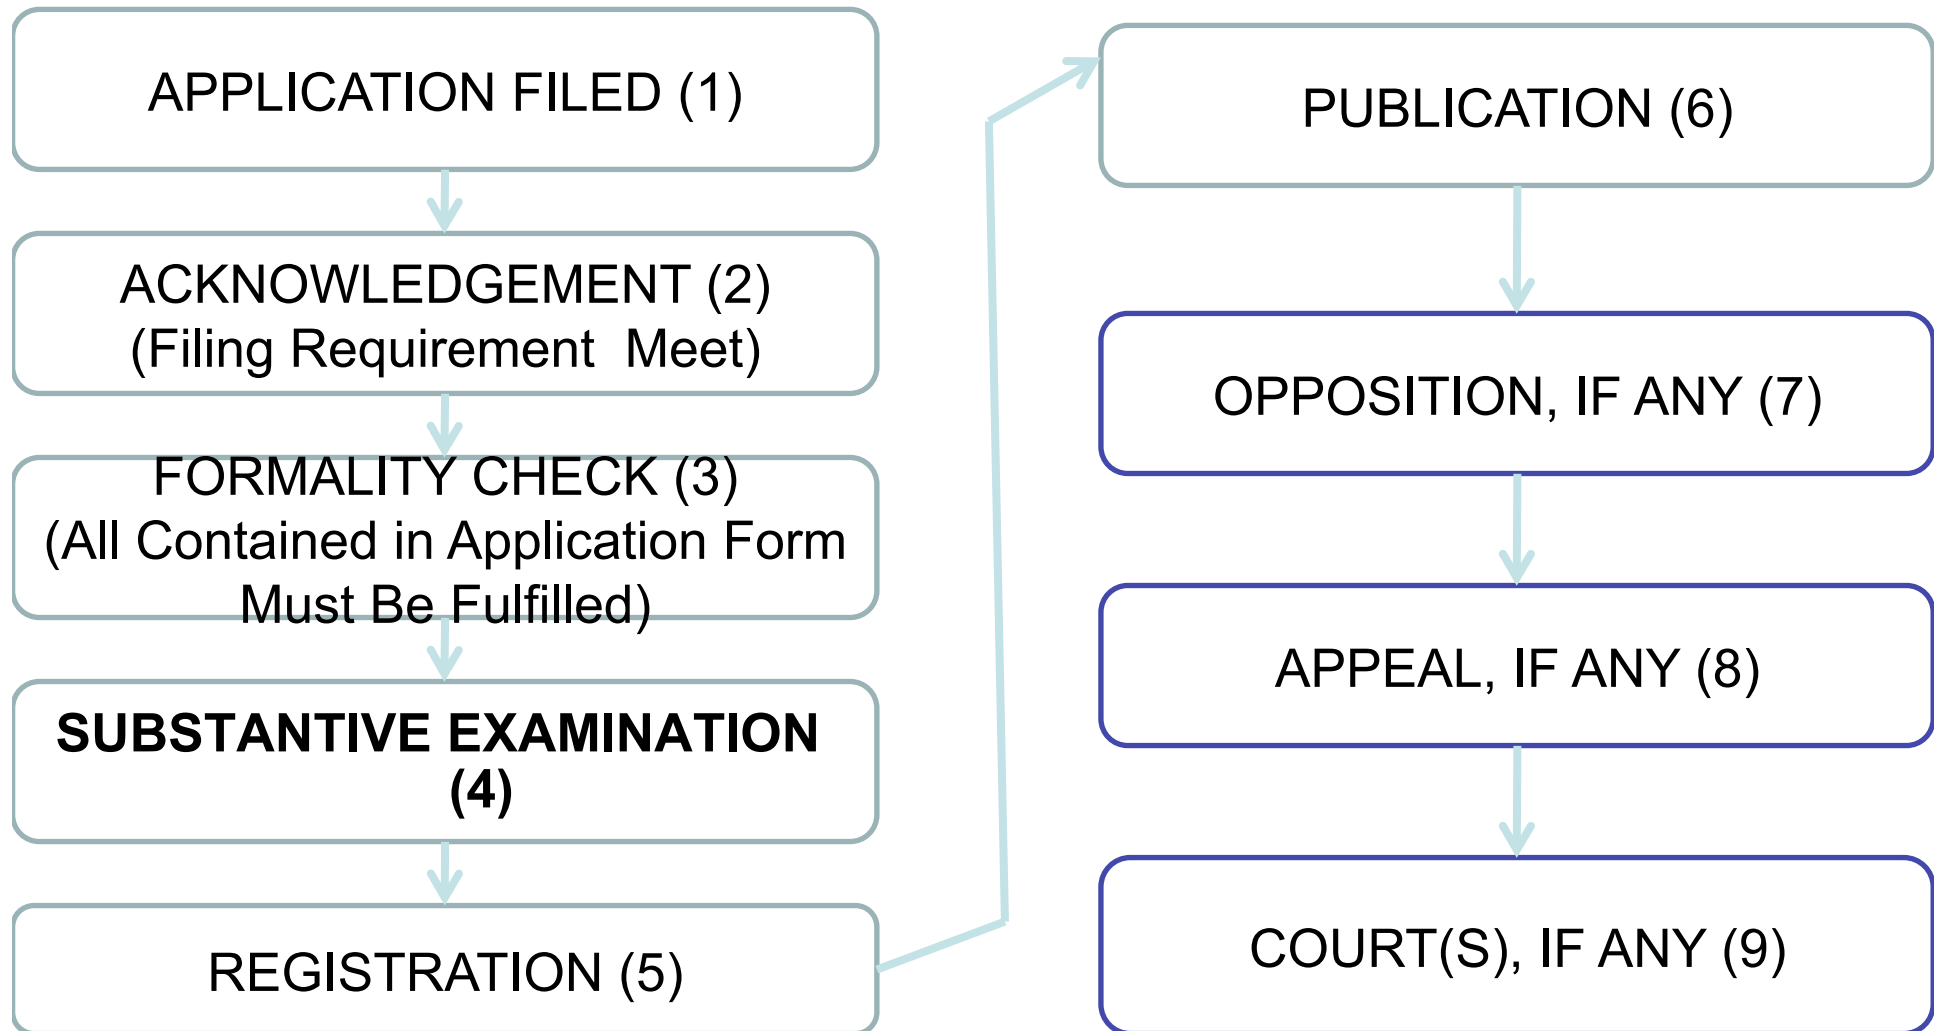 APPLICATION FILED (1)
ACKNOWLEDGEMENT (2)
(Filing Requirement  Meet)
FORMALITY CHECK (3)
(All Contained in Application Form
Must Be Fulfilled)
SUBSTANTIVE EXAMINATION
(4)
REGISTRATION (5)
PUBLICATION (6)
OPPOSITION, IF ANY (7)
APPEAL, IF ANY (8)
COURT(S), IF ANY (9)